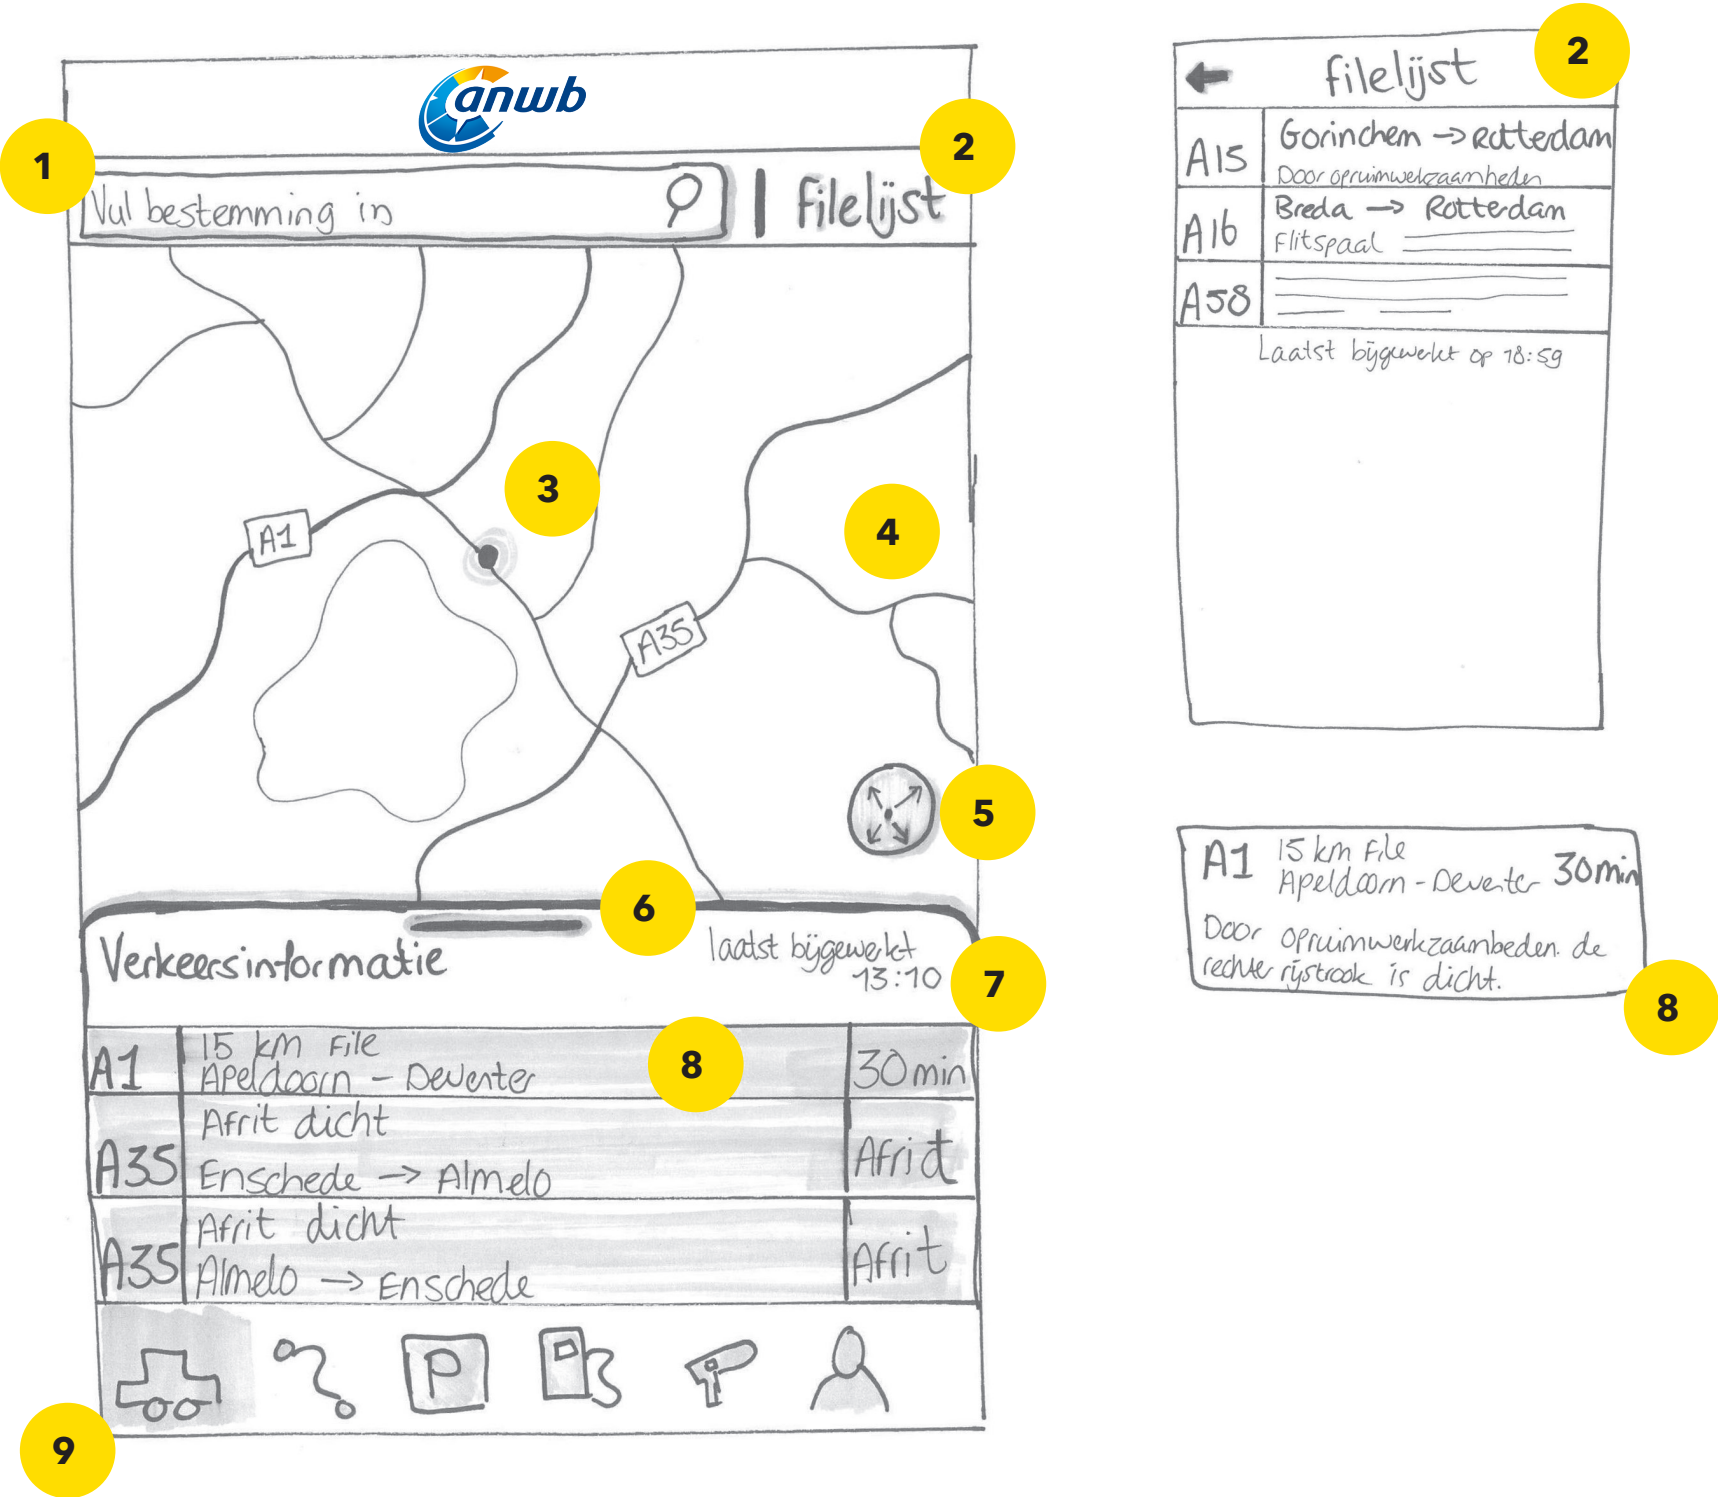 anwb
1
2
Vul bestemming in
filelijst
3
4
A1
A35
5
6
Verkeersinformatie
laatst bijgewerkt
13:10
7
8
A1
15 km File
Apeldoorn - Deventer
30min
A35
Afrit dicht
Enschede -> Almelo
Afrit
A35
Afrit dicht
Almelo -> Enschede
Afrit
P
9
filelijst
2
A15
Gorinchem -> Rotterdam
Door opruimwerkzaamheden
A16
Breda -> Rotterdam
Flitspaal
A58
Laatst bijgewerkt op 18:59
A1
15 km File
Apeldoorn - Deventer
30min
Door opruimwerkzaambeden. de
rechter rijstrook is dicht.
8